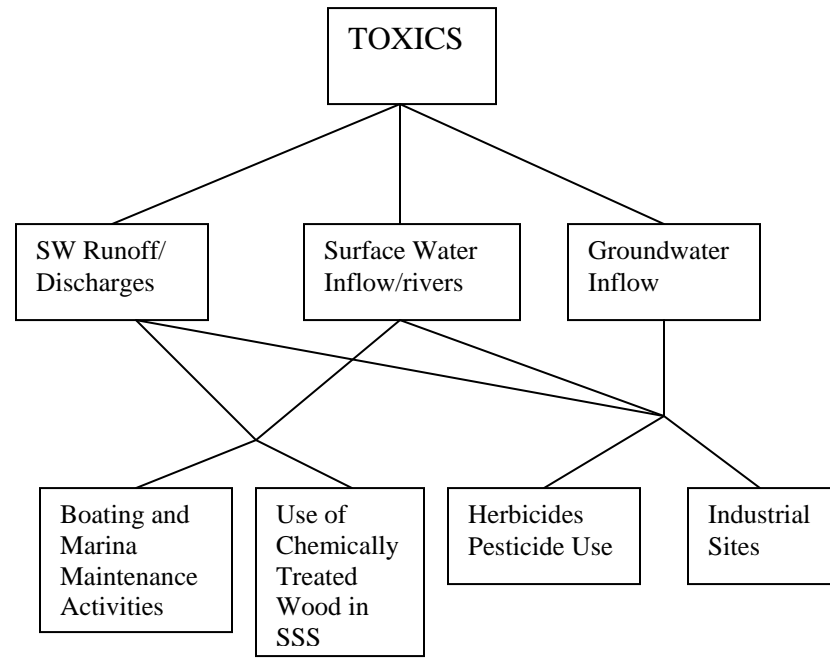 TOXICS
SW Runoff/
Discharges
Surface Water
Inflow/rivers
Groundwater
Inflow
Boating and
Marina
Maintenance
Activities
Use of
Chemically
Treated
Wood in
SSS
Herbicides
Pesticide Use
Industrial
Sites